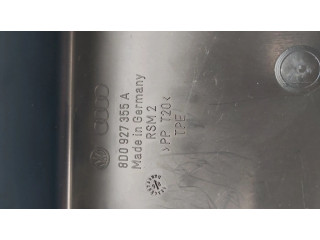 8D0 927 355 A
Made in Germany
RSM 2
>PP T20<
TPE